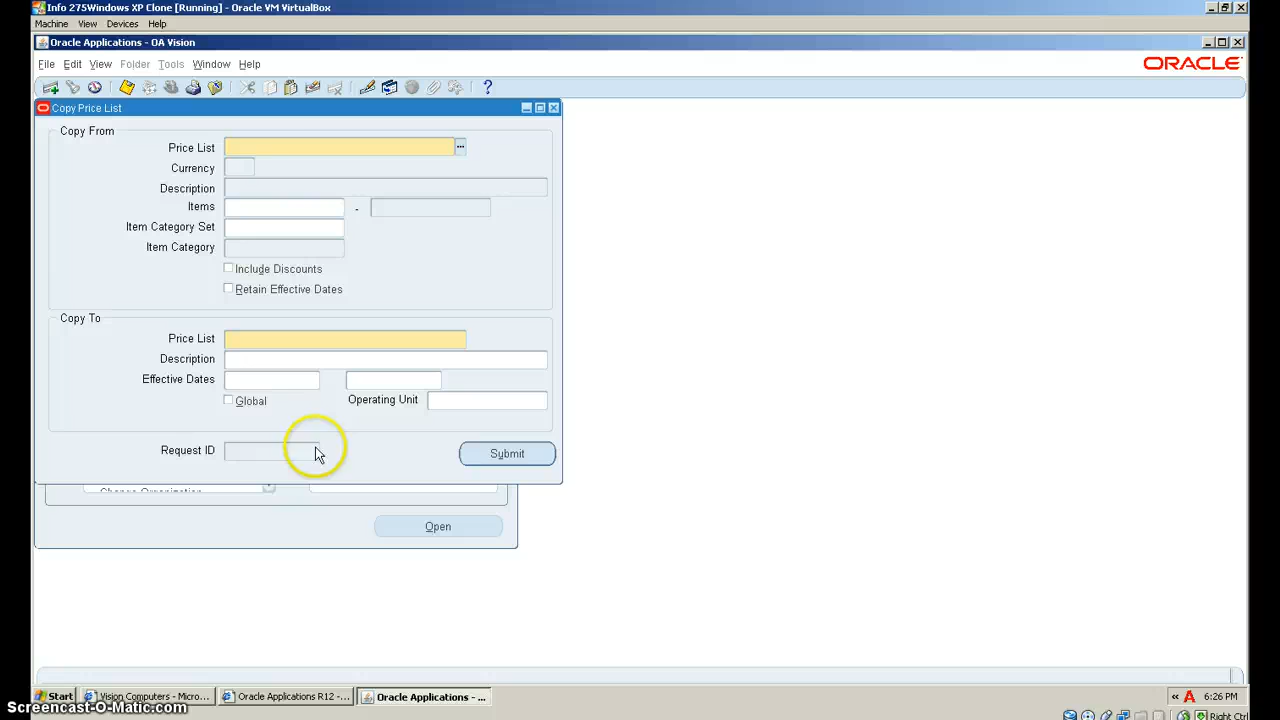 Info 275Windows XP Clone [Running] - Oracle VM VirtualBox
Machine View Devices Help
Oracle Applications - OA Vision
File Edit View Folder Tools Window Help
ORACLE
Copy Price List
Copy From
Price List
Currency
Description
Items -
Item Category Set
Item Category
Include Discounts
Retain Effective Dates
Copy To
Price List
Description
Effective Dates
Global Operating Unit
Request ID Submit
Change Organization
Open
Start Vision Computers - Micro... Oracle Applications R12 -... Oracle Applications - ... « A 6:26 PM
Screencast-O-Matic.com Right Ctrl